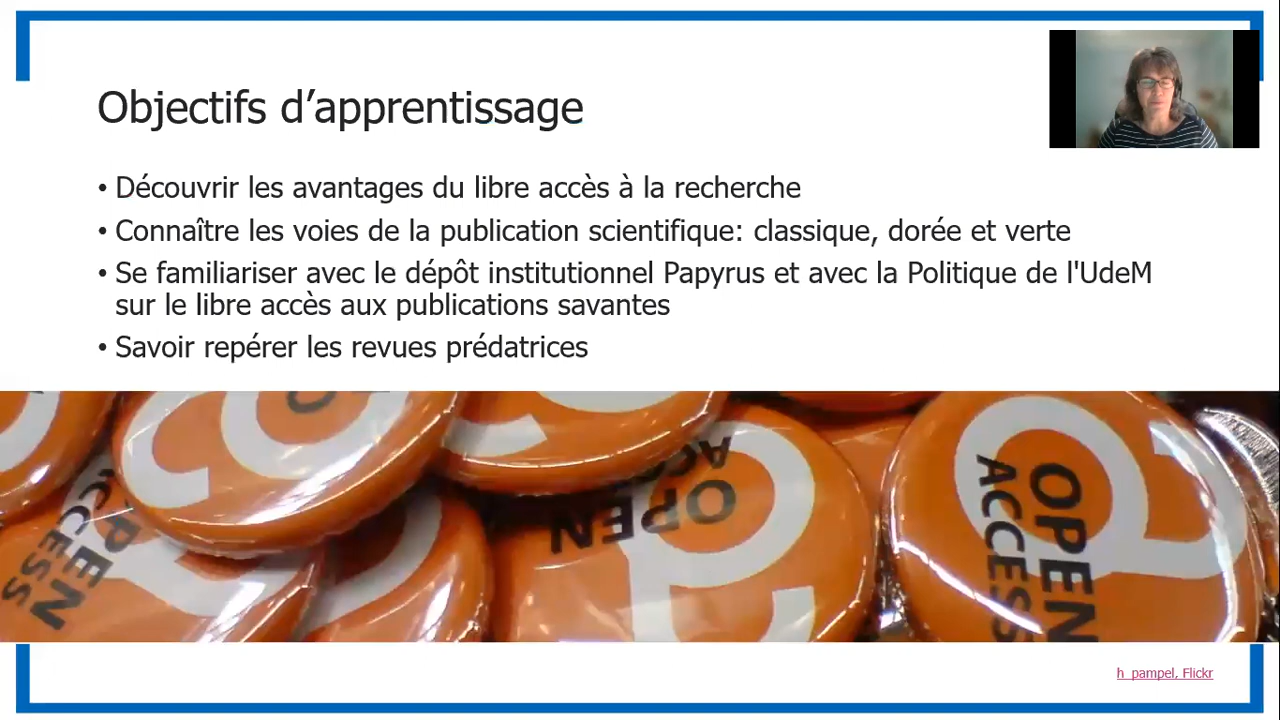 Objectifs d’apprentissage
• Découvrir les avantages du libre accès à la recherche
• Connaître les voies de la publication scientifique: classique, dorée et verte
• Se familiariser avec le dépôt institutionnel Papyrus et avec la Politique de l'UdeM
sur le libre accès aux publications savantes
• Savoir repérer les revues prédatrices
OPEN
ACCESS
OPEN
ACC
OPEN
ACCESS
h_pampel, Flickr